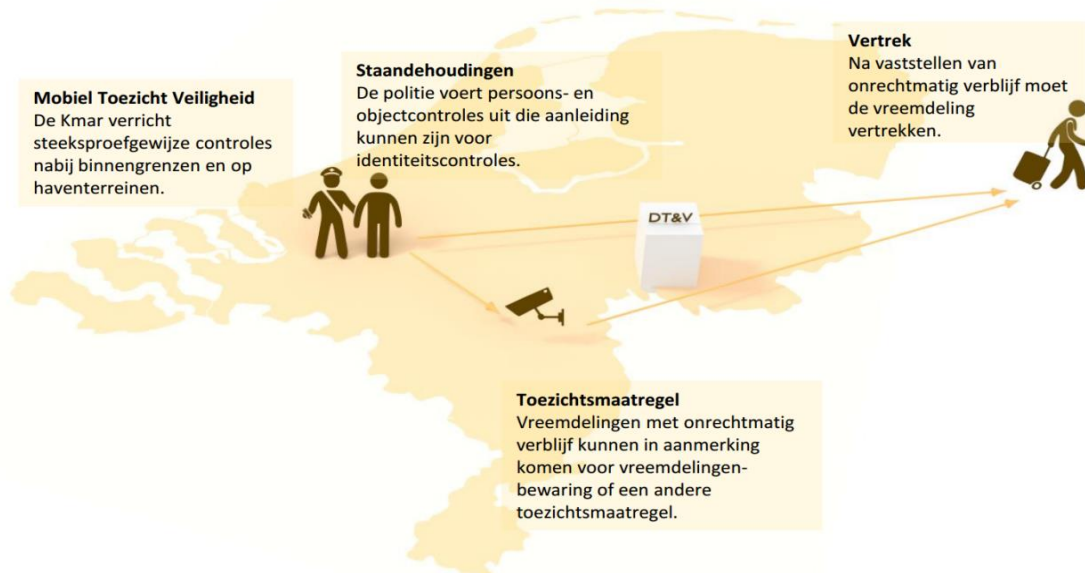 Mobiel Toezicht Veiligheid
De Kmar verricht
steeksproefgewijze controles
nabij binnengrenzen en op
haventerreinen.
Staandehoudingen
De politie voert persoons- en
objectcontroles uit die aanleiding
kunnen zijn voor
identiteitscontroles.
Vertrek
Na vaststellen van
onrechtmatig verblijf moet
de vreemdeling
vertrekken.
DT&V
Toezichtsmaatregel
Vreemdelingen met onrechtmatig
verblijf kunnen in aanmerking
komen voor vreemdelingen-
bewaring of een andere
toezichtsmaatregel.